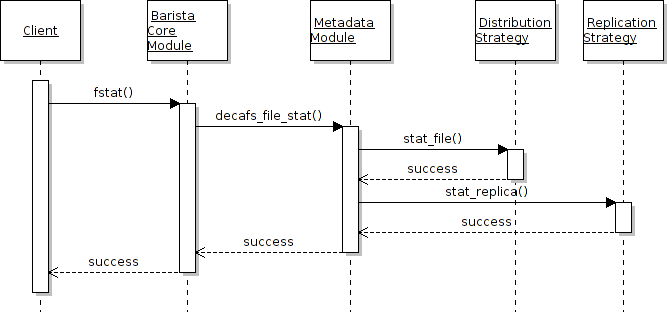 Client
Barista
Core
Module
Metadata
Module
Distribution
Strategy
Replication
Strategy
fstat()
decafs_file_stat()
stat_file()
success
stat_replica()
success
success
success